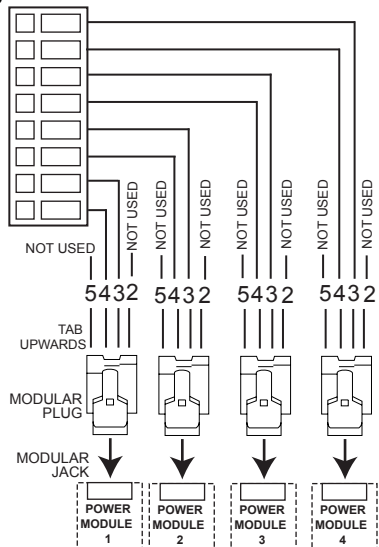 NOT USED
NOT USED
NOT USED
NOT USED
NOT USED
NOT USED
NOT USED
NOT USED
5432 5432 5432 5432
TAB
UPWARDS
MODULAR
PLUG
MODULAR
JACK
POWER
MODULE
1
POWER
MODULE
2
POWER
MODULE
3
POWER
MODULE
4